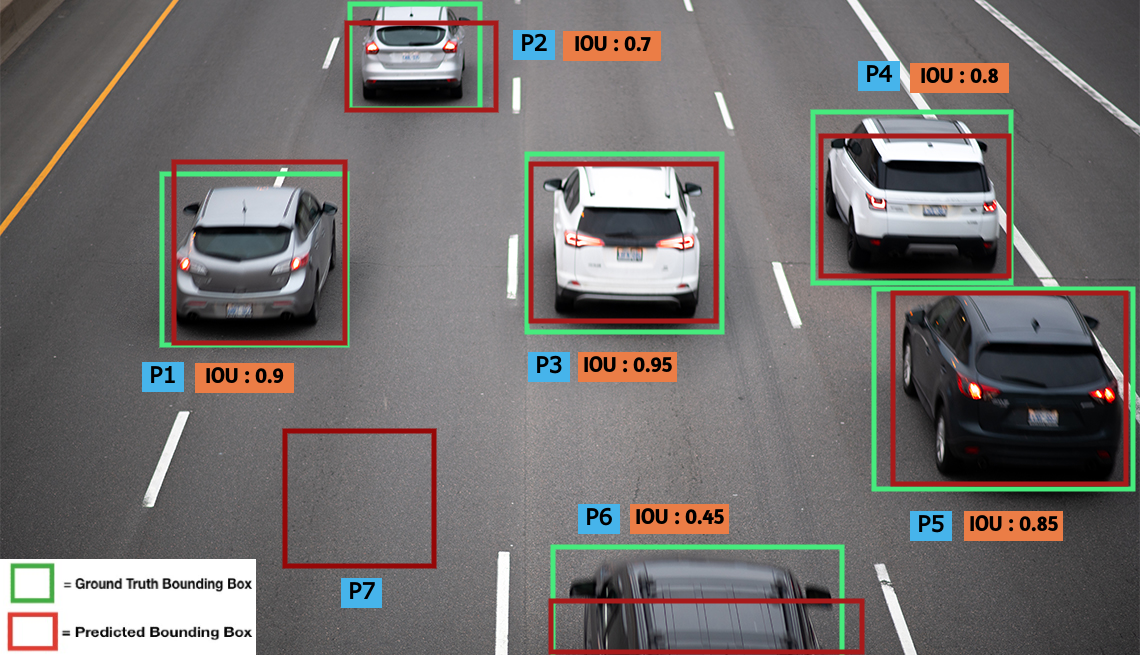 P2 IOU : 0.7
P4 IOU : 0.8
P1 IOU : 0.9
P3 IOU : 0.95
P6 IOU : 0.45
P5 IOU : 0.85
P7
= Ground Truth Bounding Box
= Predicted Bounding Box